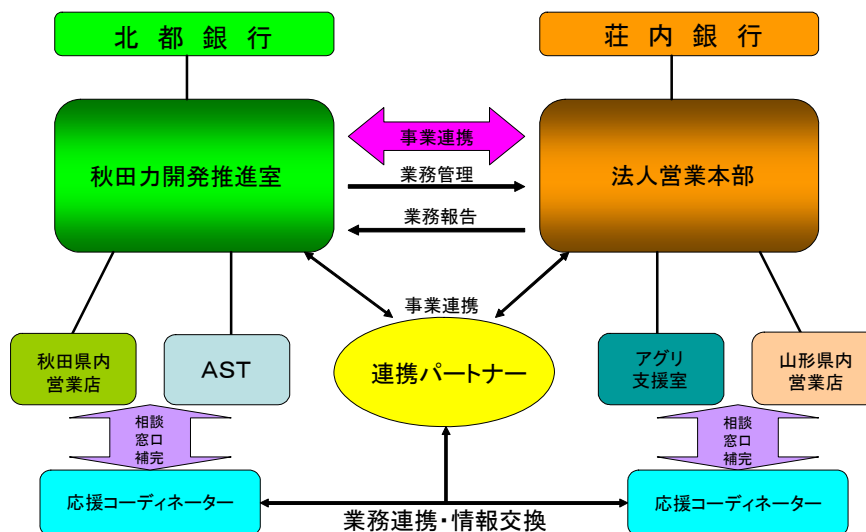 北都銀行
荘内銀行
秋田力開発推進室
事業連携
業務管理
業務報告
法人営業本部
事業連携
連携パートナー
秋田県内
営業店
AST
アグリ
支援室
山形県内
営業店
相談
窓口
補完
相談
窓口
補完
応援コーディネーター
業務連携・情報交換
応援コーディネーター